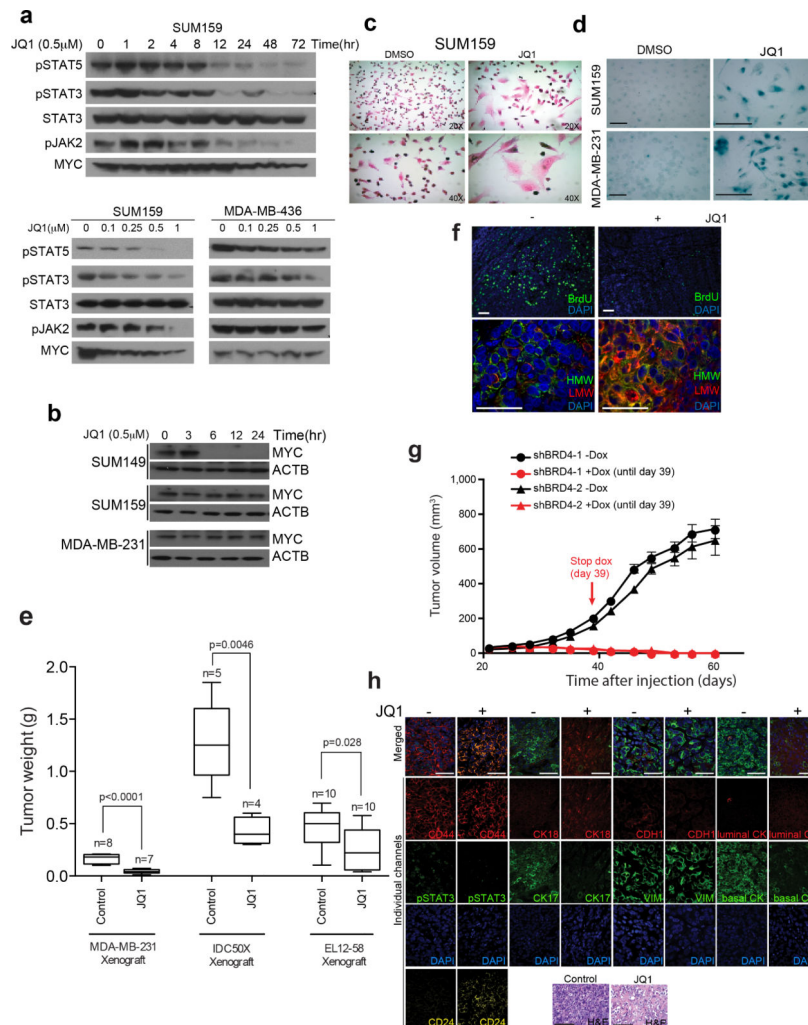 a
SUM159
JQ1 (0.5μM) 0 1 2 4 8 12 24 48 72 Time(hr)
pSTAT5
pSTAT3
STAT3
pJAK2
MYC
SUM159 MDA-MB-436
JQ1(μM) 0 0.1 0.25 0.5 1 0 0.1 0.25 0.5 1
pSTAT5
pSTAT3
STAT3
pJAK2
MYC
b
JQ1 (0.5μM) 0 3 6 12 24 Time(hr)
SUM149 MYC
ACTB
SUM159 MYC
ACTB
MDA-MB-231 MYC
ACTB
c
SUM159
DMSO JQ1
20X 20X
40X 40X
d
DMSO JQ1
SUM159
MDA-MB-231
f
- + JQ1
BrdU BrdU
DAPI DAPI
HMW HMW
LMW LMW
DAPI DAPI
g
shBRD4-1 -Dox
shBRD4-1 +Dox (until day 39)
shBRD4-2 -Dox
shBRD4-2 +Dox (until day 39)
Tumor volume (mm³)
1,000
800
600
400
200
0
Stop dox
(day 39)
20 40 60
Time after injection (days)
e
Tumor weight (g)
2.0
1.5
1.0
0.5
0.0
p<0.0001
n=8 n=7
p=0.0046
n=5
n=4
p=0.028
n=10 n=10
Control JQ1 Control JQ1 Control JQ1
MDA-MB-231 IDC50X EL12-58
Xenograft Xenograft Xenograft
h
JQ1 - + - + - + - +
Merged
Individual channels
CD44 CD44 CK18 CK18 CDH1 CDH1 luminal CK luminal C
pSTAT3 pSTAT3 CK17 CK17 VIM VIM basal CK basal C
DAPI DAPI DAPI DAPI DAPI DAPI DAPI DAPI
CD24 CD24
Control JQ1
H&E H&E